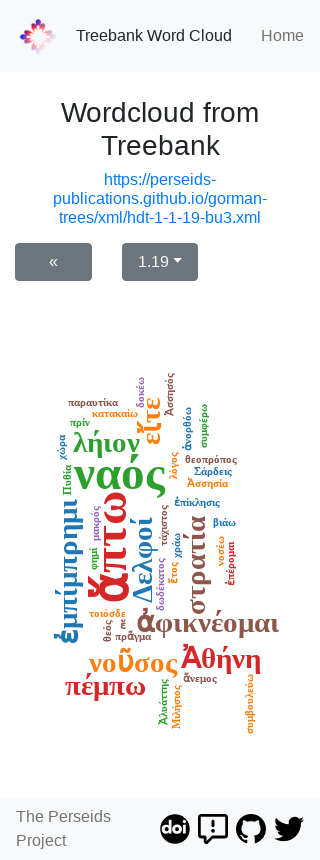 Treebank Word Cloud
Home
Wordcloud from
Treebank
https://perseids-
publications.github.io/gorman-
trees/xml/hdt-1-1-19-bu3.xml
«
1.19
Ἀσσησός
δοκέω
παραυτίκα
κατακαίω
εἴτε
ἀνορθόω
συμφέρω
πρίν
λήιον
χώρα
λόγος
θεοπρόπος
Πυθία
ναός
Σάρδεις
Ἀσσησία
ἐπίκλησις
ἐμπίμπρημι
μακρός
ἅπτω
Δελφοί
τάχιστος
στρατία
βιάω
φημί
χράω
νοσέω
ἐπέρομαι
ἔτος
δωδέκατος
τοιόσδε
θεός
ἀφικνέομαι
πρᾶγμα
νοῦσος
Ἀθήνη
πέμπω
ἄνεμος
Ἀλυάττης
Μιλήσιος
συμβουλεύω
The Perseids
Project
doi